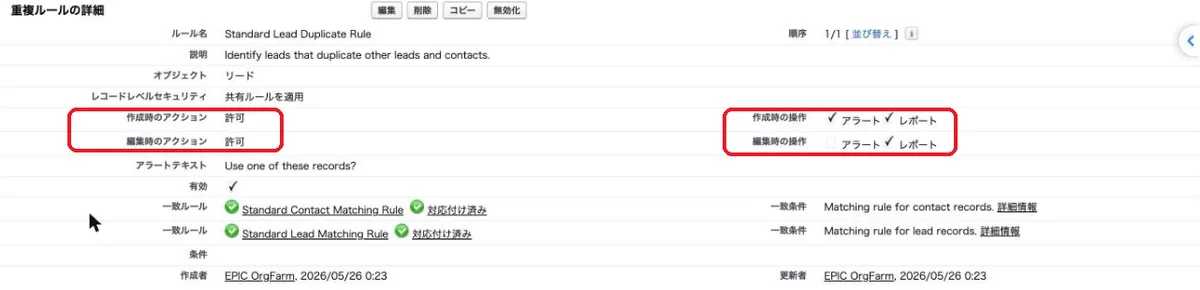 重複ルールの詳細 編集 削除 コピー 無効化
ルール名 Standard Lead Duplicate Rule 順序 1/1 [ 並び替え ] i
説明 Identify leads that duplicate other leads and contacts.
オブジェクト リード
レコードレベルセキュリティ 共有ルールを適用
作成時のアクション 許可 作成時の操作 ✓ アラート ✓ レポート
編集時のアクション 許可 編集時の操作 アラート ✓ レポート
アラートテキスト Use one of these records?
有効 ✓
一致ルール Standard Contact Matching Rule 対応付け済み 一致条件 Matching rule for contact records. 詳細情報
一致ルール Standard Lead Matching Rule 対応付け済み 一致条件 Matching rule for lead records. 詳細情報
条件
作成者 EPIC OrgFarm, 2026/05/26 0:23 更新者 EPIC OrgFarm, 2026/05/26 0:23